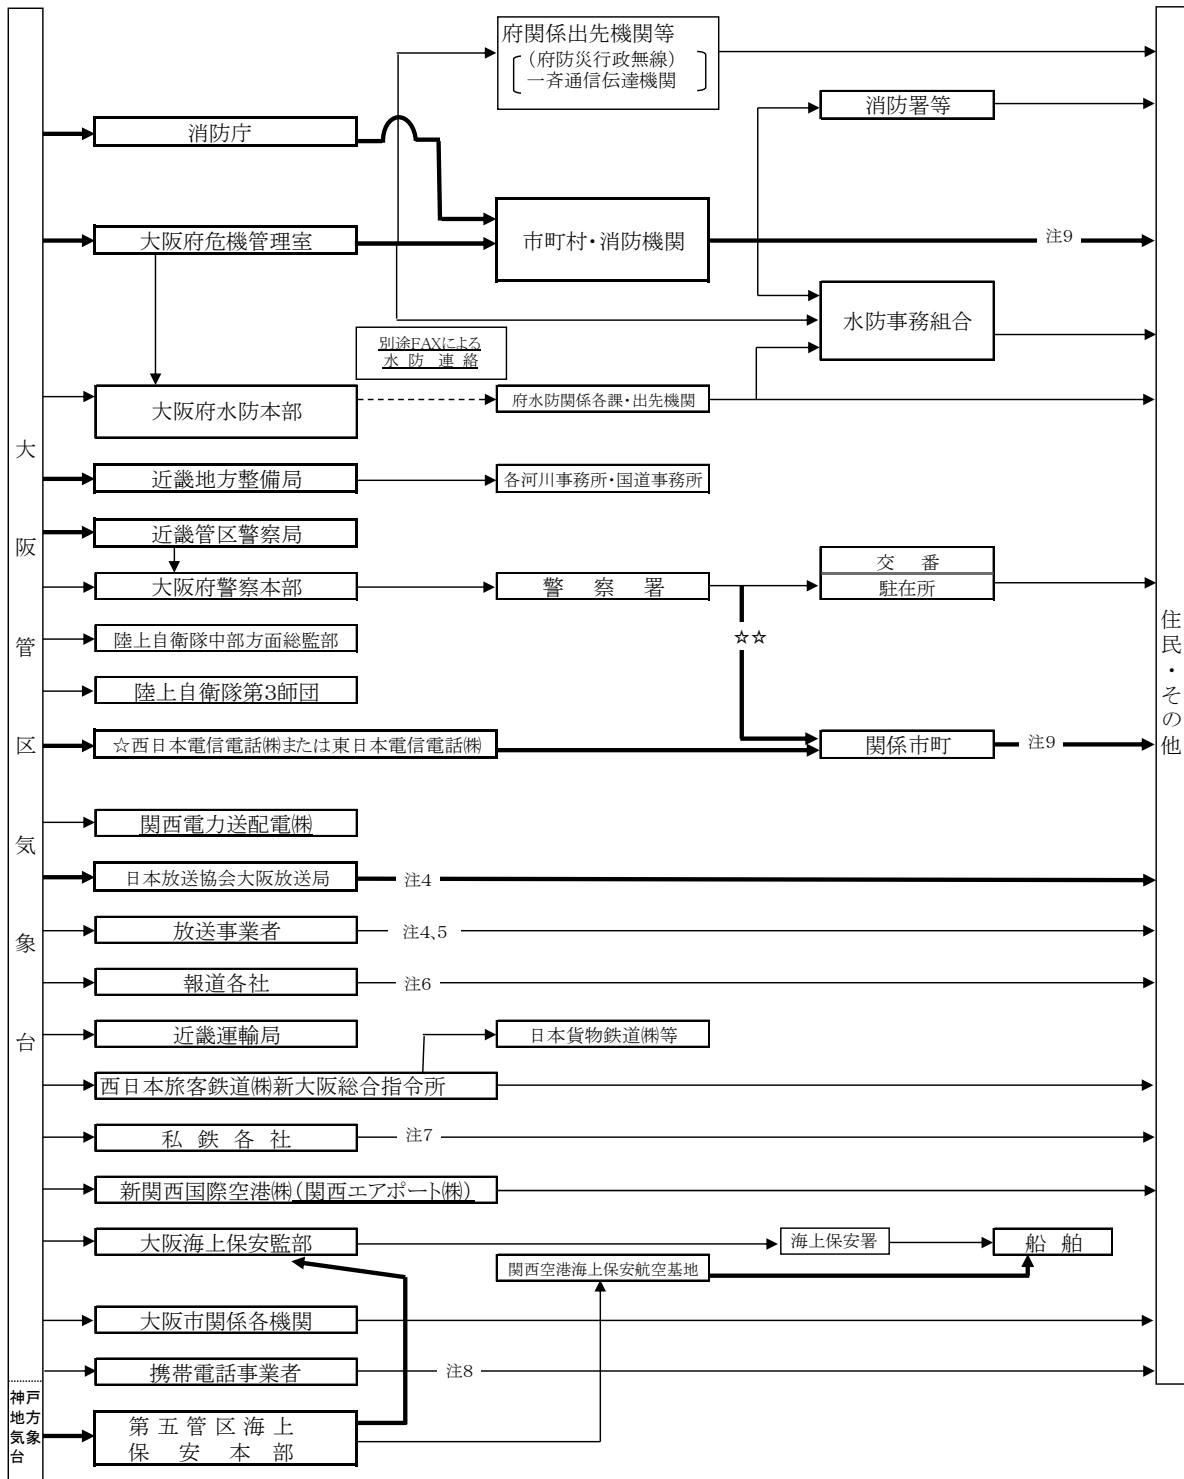 府関係出先機関等
(府防災行政無線)
一斉通信伝達機関
消防署等
消防庁
大阪府危機管理室
市町村・消防機関
注9
水防事務組合
別途FAXによる
水 防 連 絡
大阪府水防本部
府水防関係各課・出先機関
近畿地方整備局
各河川事務所・国道事務所
近畿管区警察局
大阪府警察本部
警 察 署
交 番
駐在所
☆☆
陸上自衛隊中部方面総監部
陸上自衛隊第3師団
☆西日本電信電話㈱または東日本電信電話㈱
関係市町
注9
関西電力送配電㈱
日本放送協会大阪放送局
注4
放送事業者
注4、5
報道各社
注6
近畿運輸局
日本貨物鉄道㈱等
西日本旅客鉄道㈱新大阪総合指令所
私 鉄 各 社
注7
新関西国際空港㈱(関西エアポート㈱)
大阪海上保安監部
海上保安署
船 舶
関西空港海上保安航空基地
大阪市関係各機関
携帯電話事業者
注8
第 五 管 区 海 上
保 安 本 部
大阪管区気象台
神戸
地方
気象
台
住民・その他